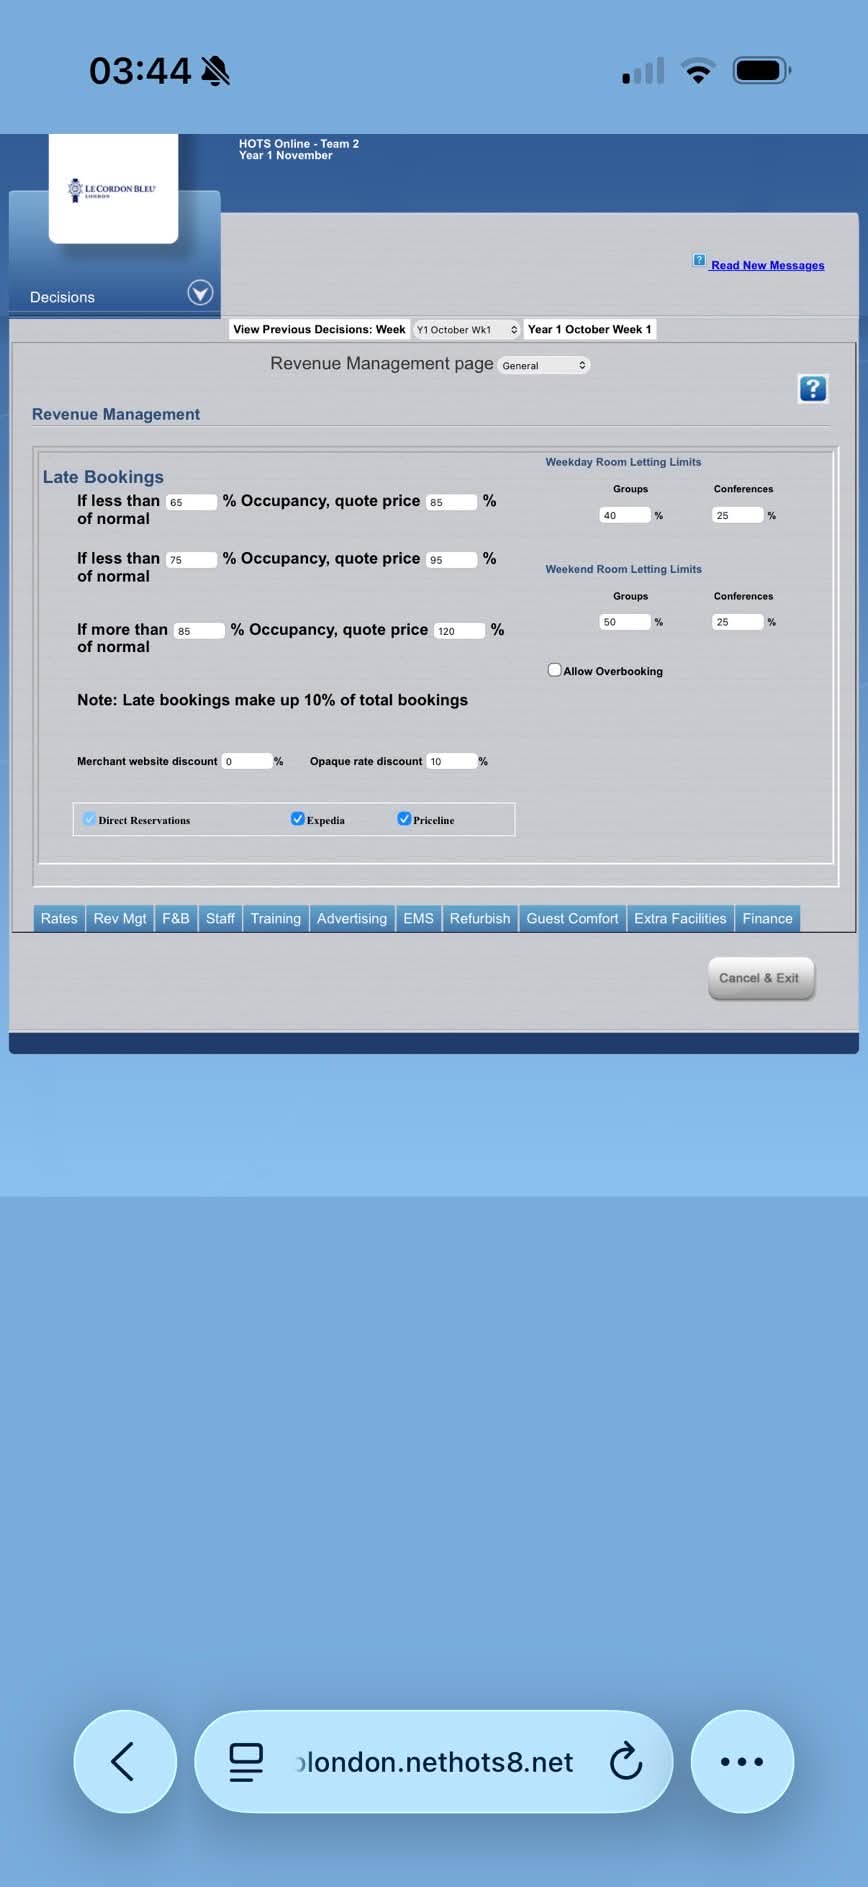 03:44
HOTS Online - Team 2
Year 1 November
LE CORDON BLEU
LONDON
Read New Messages
Decisions
View Previous Decisions: Week Y1 October Wk1 Year 1 October Week 1
Revenue Management page General
?
Revenue Management
Late Bookings
If less than 65 % Occupancy, quote price 85 %
of normal
If less than 75 % Occupancy, quote price 95 %
of normal
If more than 85 % Occupancy, quote price 120 %
of normal
Note: Late bookings make up 10% of total bookings
Merchant website discount 0 % Opaque rate discount 10 %
Direct Reservations Expedia Priceline
Weekday Room Letting Limits
Groups Conferences
40 % 25 %
Weekend Room Letting Limits
Groups Conferences
50 % 25 %
Allow Overbooking
Rates Rev Mgt F&B Staff Training Advertising EMS Refurbish Guest Comfort Extra Facilities Finance
Cancel & Exit
london.nethots8.net